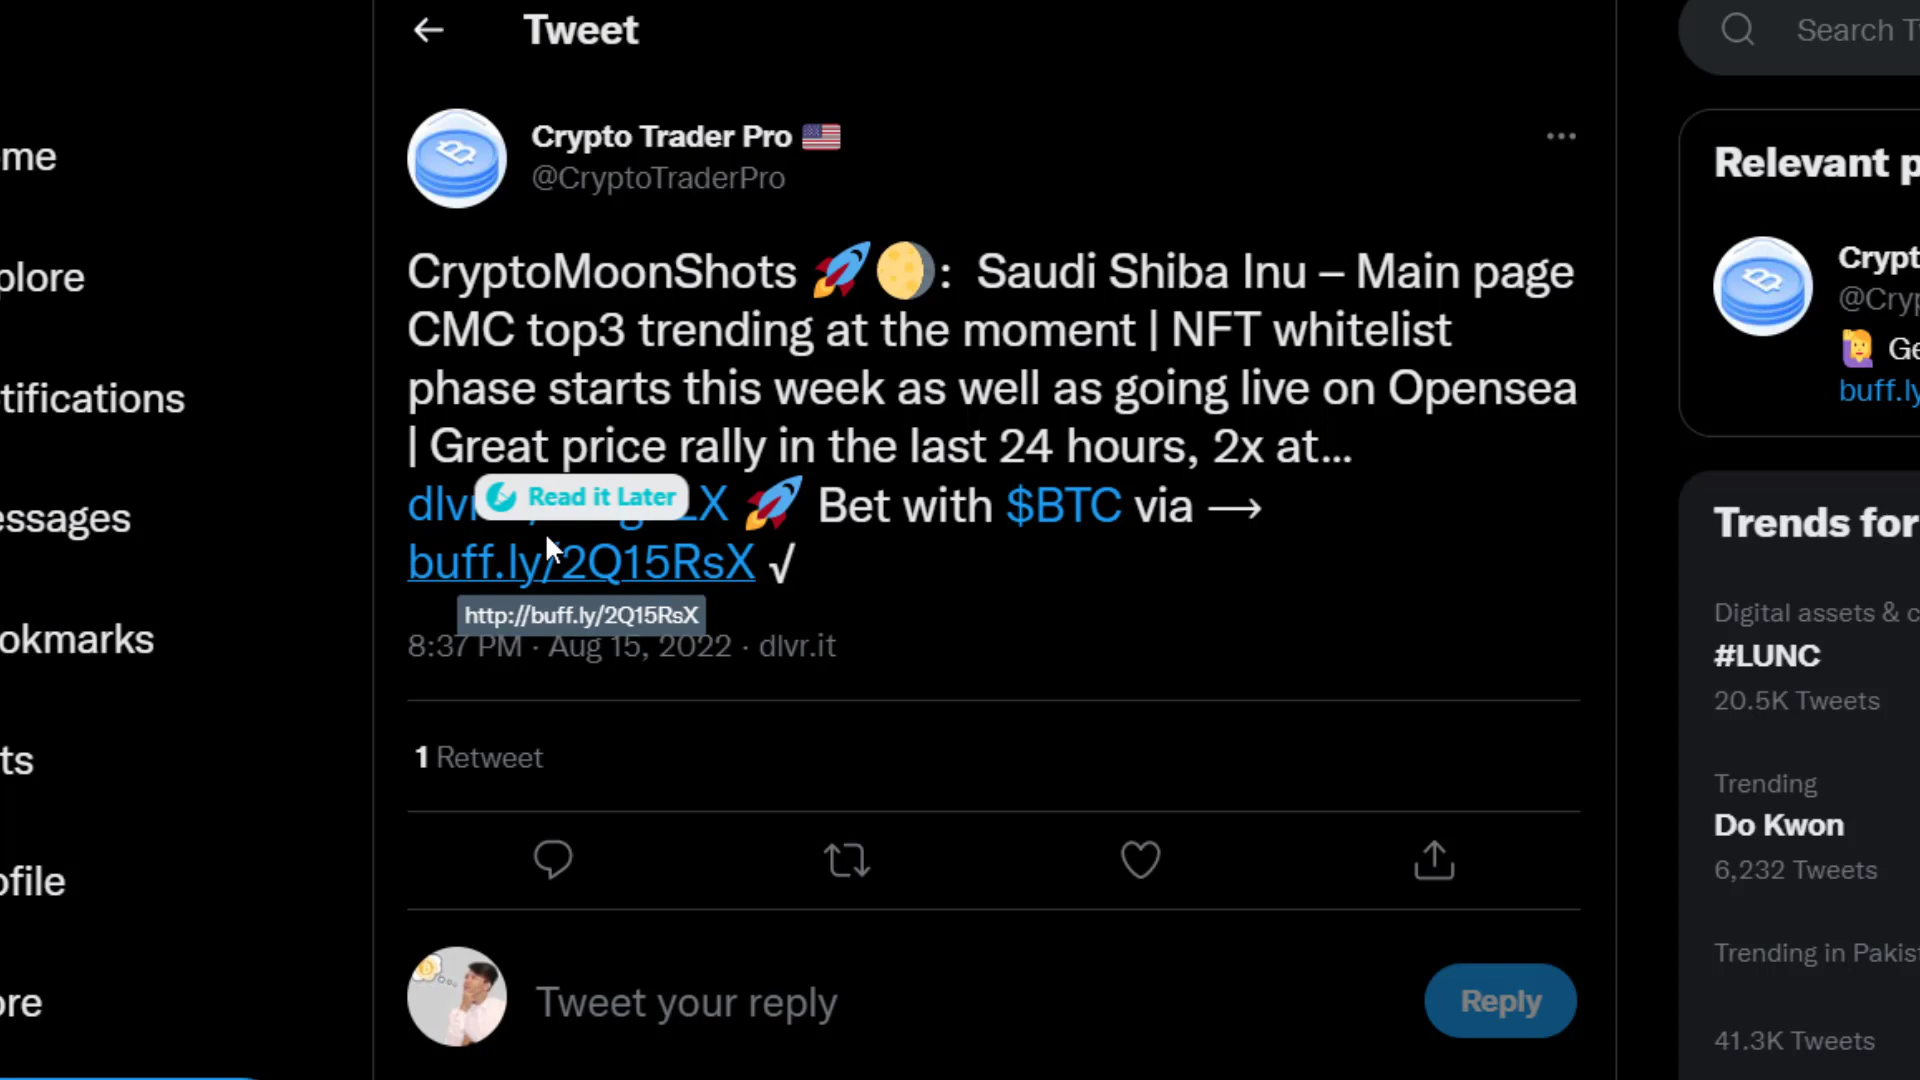 Tweet
Search T
ome
plore
tifications
essages
okmarks
ts
ofile
ore
Crypto Trader Pro
@CryptoTraderPro
CryptoMoonShots 🚀🌖: Saudi Shiba Inu – Main page
CMC top3 trending at the moment | NFT whitelist
phase starts this week as well as going live on Opensea
| Great price rally in the last 24 hours, 2x at...
dlvr
Read it Later
X 🚀 Bet with $BTC via →
buff.ly/2Q15RsX √
http://buff.ly/2Q15RsX
8:37 PM · Aug 15, 2022 · dlvr.it
1 Retweet
Tweet your reply
Reply
Relevant p
Crypt
@Cryp
🙋 Ge
buff.ly
Trends for
Digital assets & c
#LUNC
20.5K Tweets
Trending
Do Kwon
6,232 Tweets
Trending in Pakis
41.3K Tweets